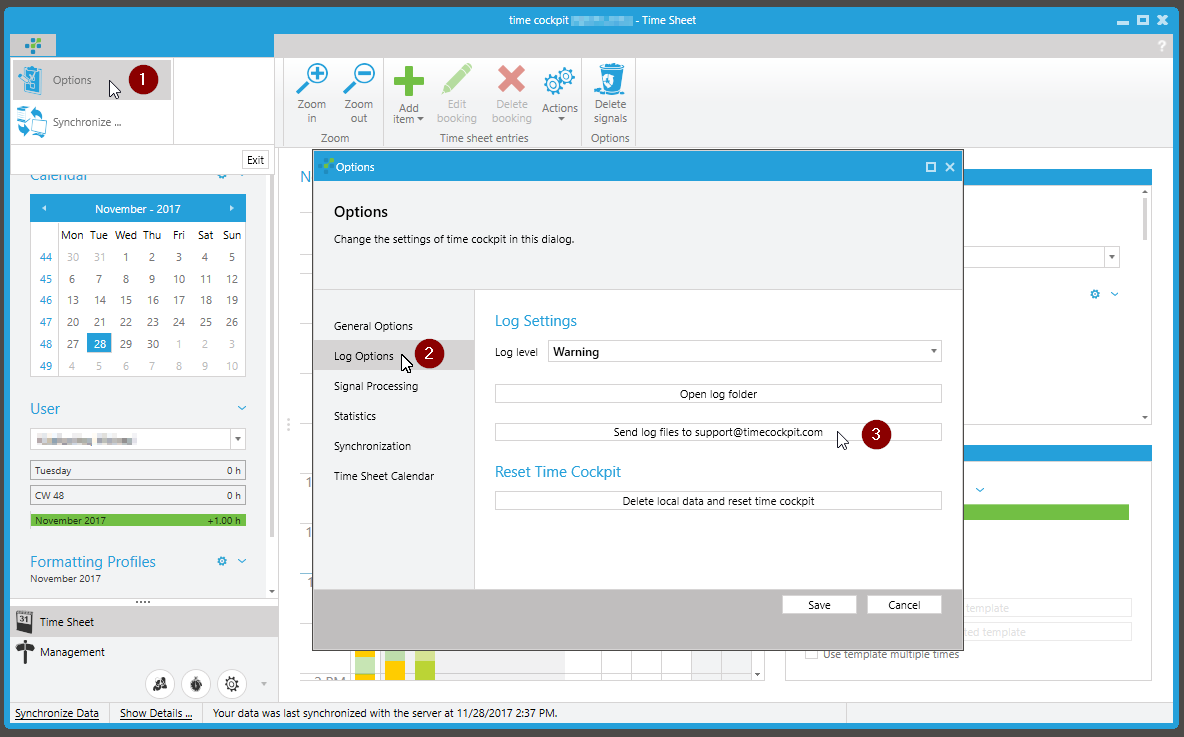 time cockpit - Time Sheet
?
Options
1
Synchronize ...
Exit
Zoom in
Zoom out
Zoom
Add item
Edit booking
Delete booking
Actions
Time sheet entries
Delete signals
Options
Calendar
November - 2017
Mon Tue Wed Thu Fri Sat Sun
44 30 31 1 2 3 4 5
45 6 7 8 9 10 11 12
46 13 14 15 16 17 18 19
47 20 21 22 23 24 25 26
48 27 28 29 30 1 2 3
49 4 5 6 7 8 9 10
User
Tuesday 0 h
CW 48 0 h
November 2017 +1.00 h
Formatting Profiles
November 2017
31 Time Sheet
Management
Options
Options
Change the settings of time cockpit in this dialog.
General Options
Log Options
2
Signal Processing
Statistics
Synchronization
Time Sheet Calendar
Log Settings
Log level Warning
Open log folder
Send log files to support@timecockpit.com
3
Reset Time Cockpit
Delete local data and reset time cockpit
Save Cancel
template
template
Use template multiple times
Synchronize Data Show Details ... Your data was last synchronized with the server at 11/28/2017 2:37 PM.